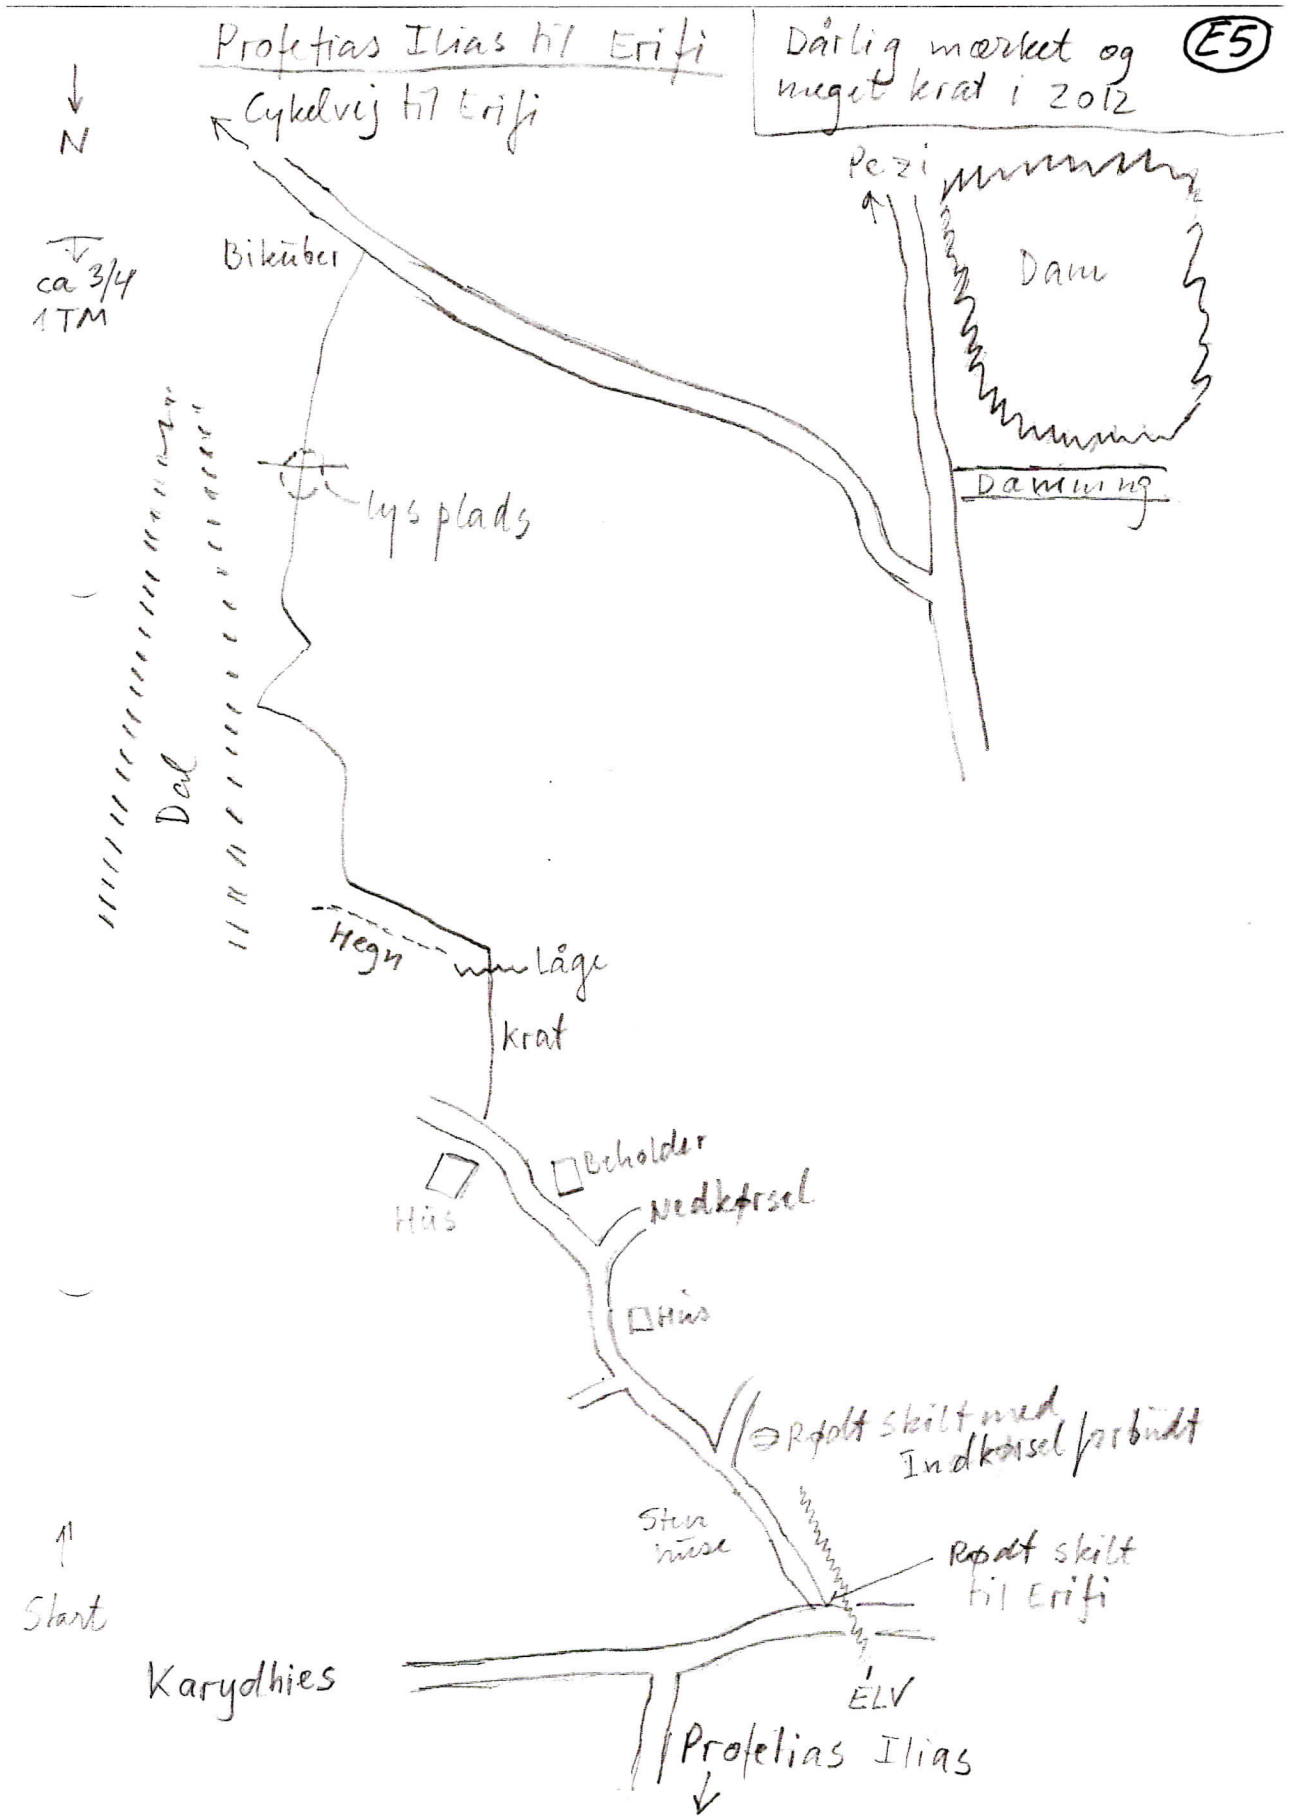 Profetias Ilias til Erifi
Dårlig mærket og
meget krat i 2012
E5
N
Cykelvej til Erifi
Pezi
Bikuber
ca 3/4
1TM
Dam
Damning
lys plads
Dal
Hegn
Låge
krat
Beholder
Nedkørsel
Hus
Hus
Rødt skilt med
Indkørsel forbudt
Sten
huse
Rødt skilt
til Erifi
Start
Karydhies
ELV
Profetias Ilias